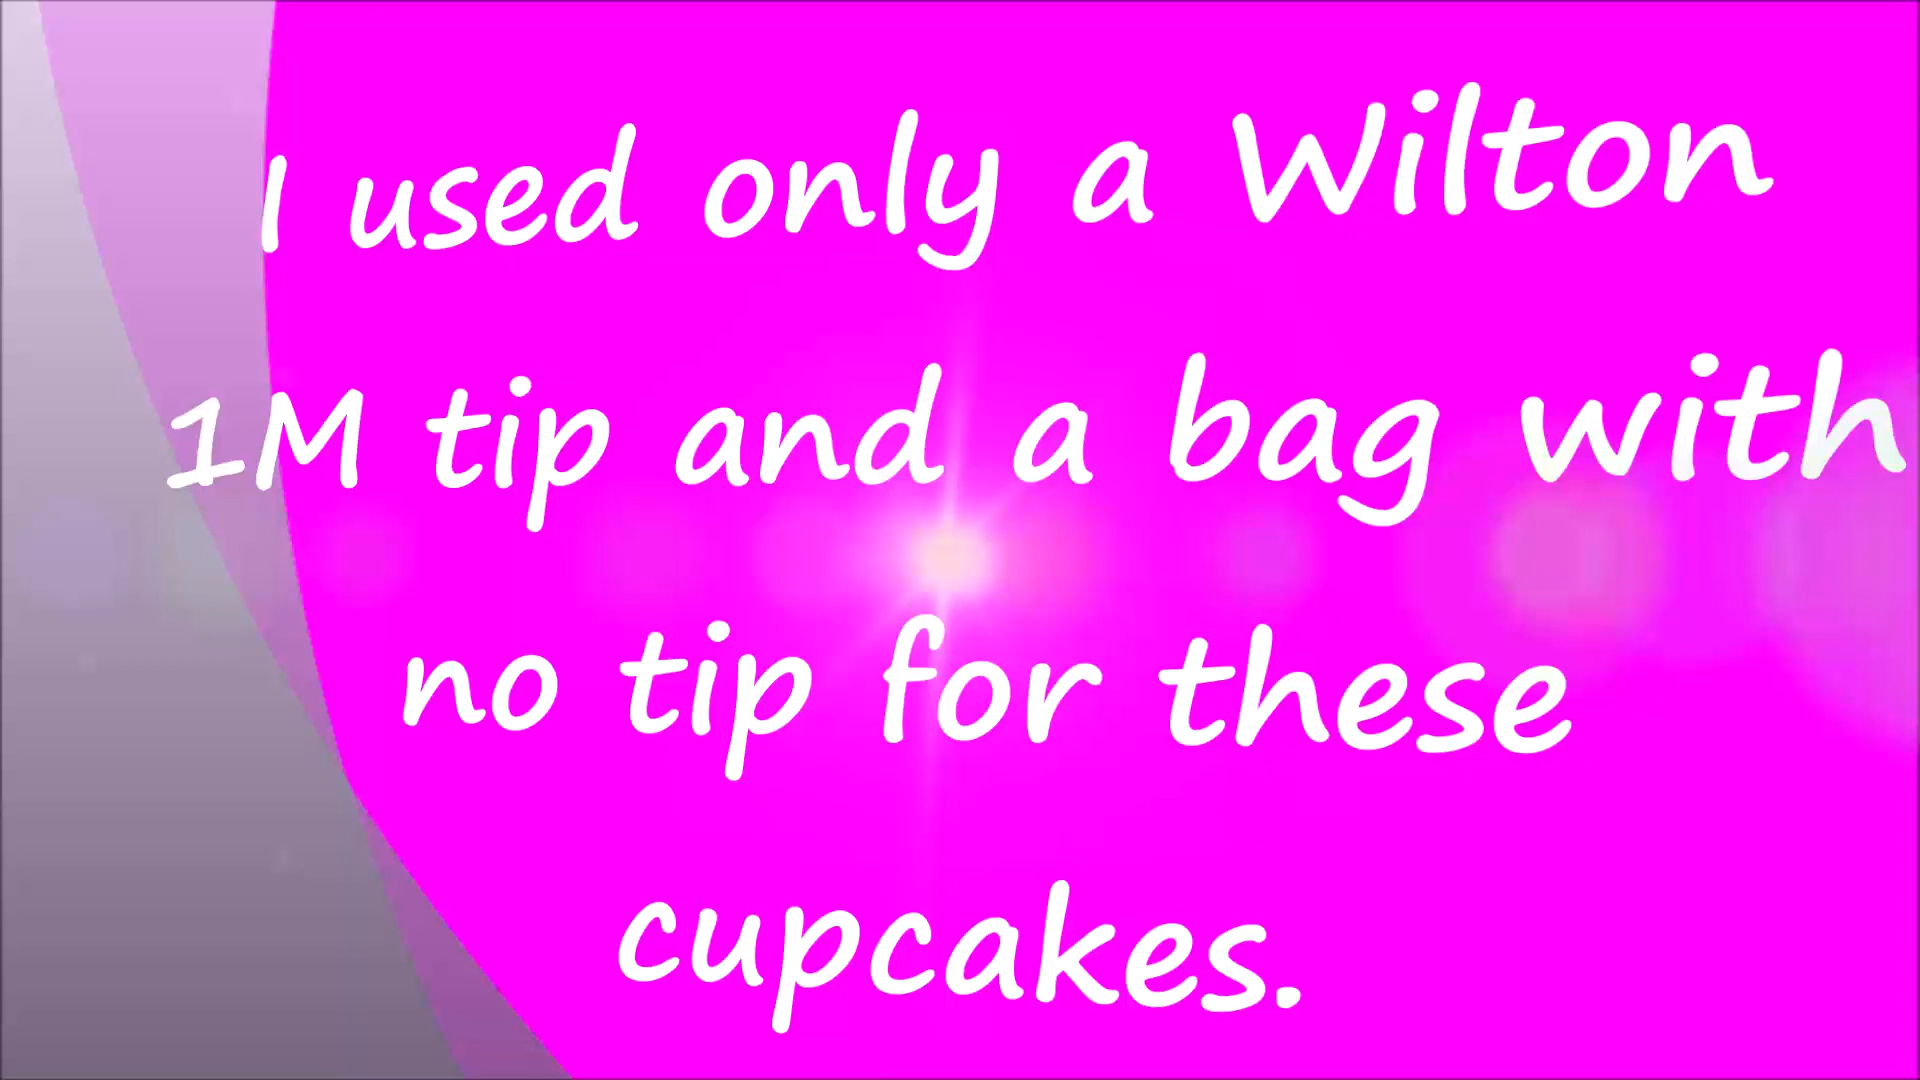 I used only a Wilton
1M tip and a bag with
no tip for these
cupcakes.